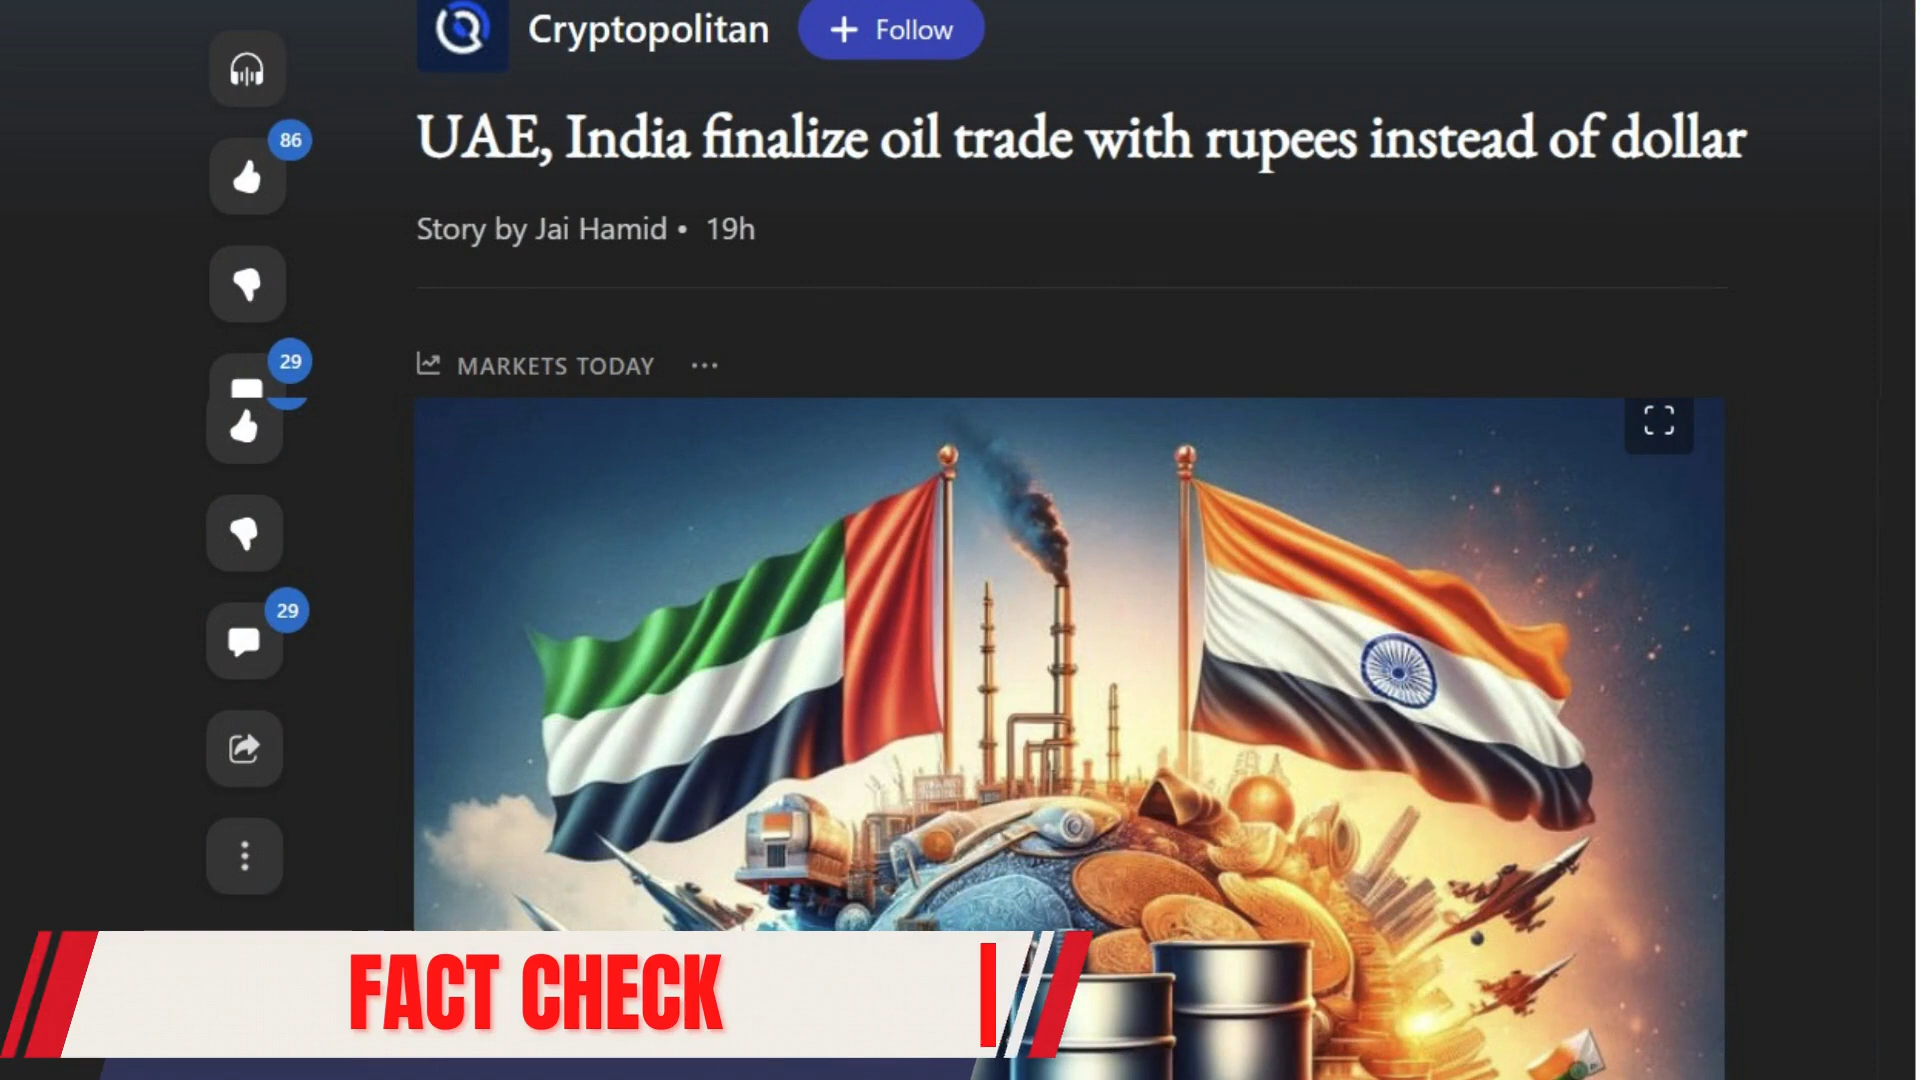 Cryptopolitan
+ Follow
UAE, India finalize oil trade with rupees instead of dollar
Story by Jai Hamid • 19h
86
29
MARKETS TODAY ...
29
FACT CHECK